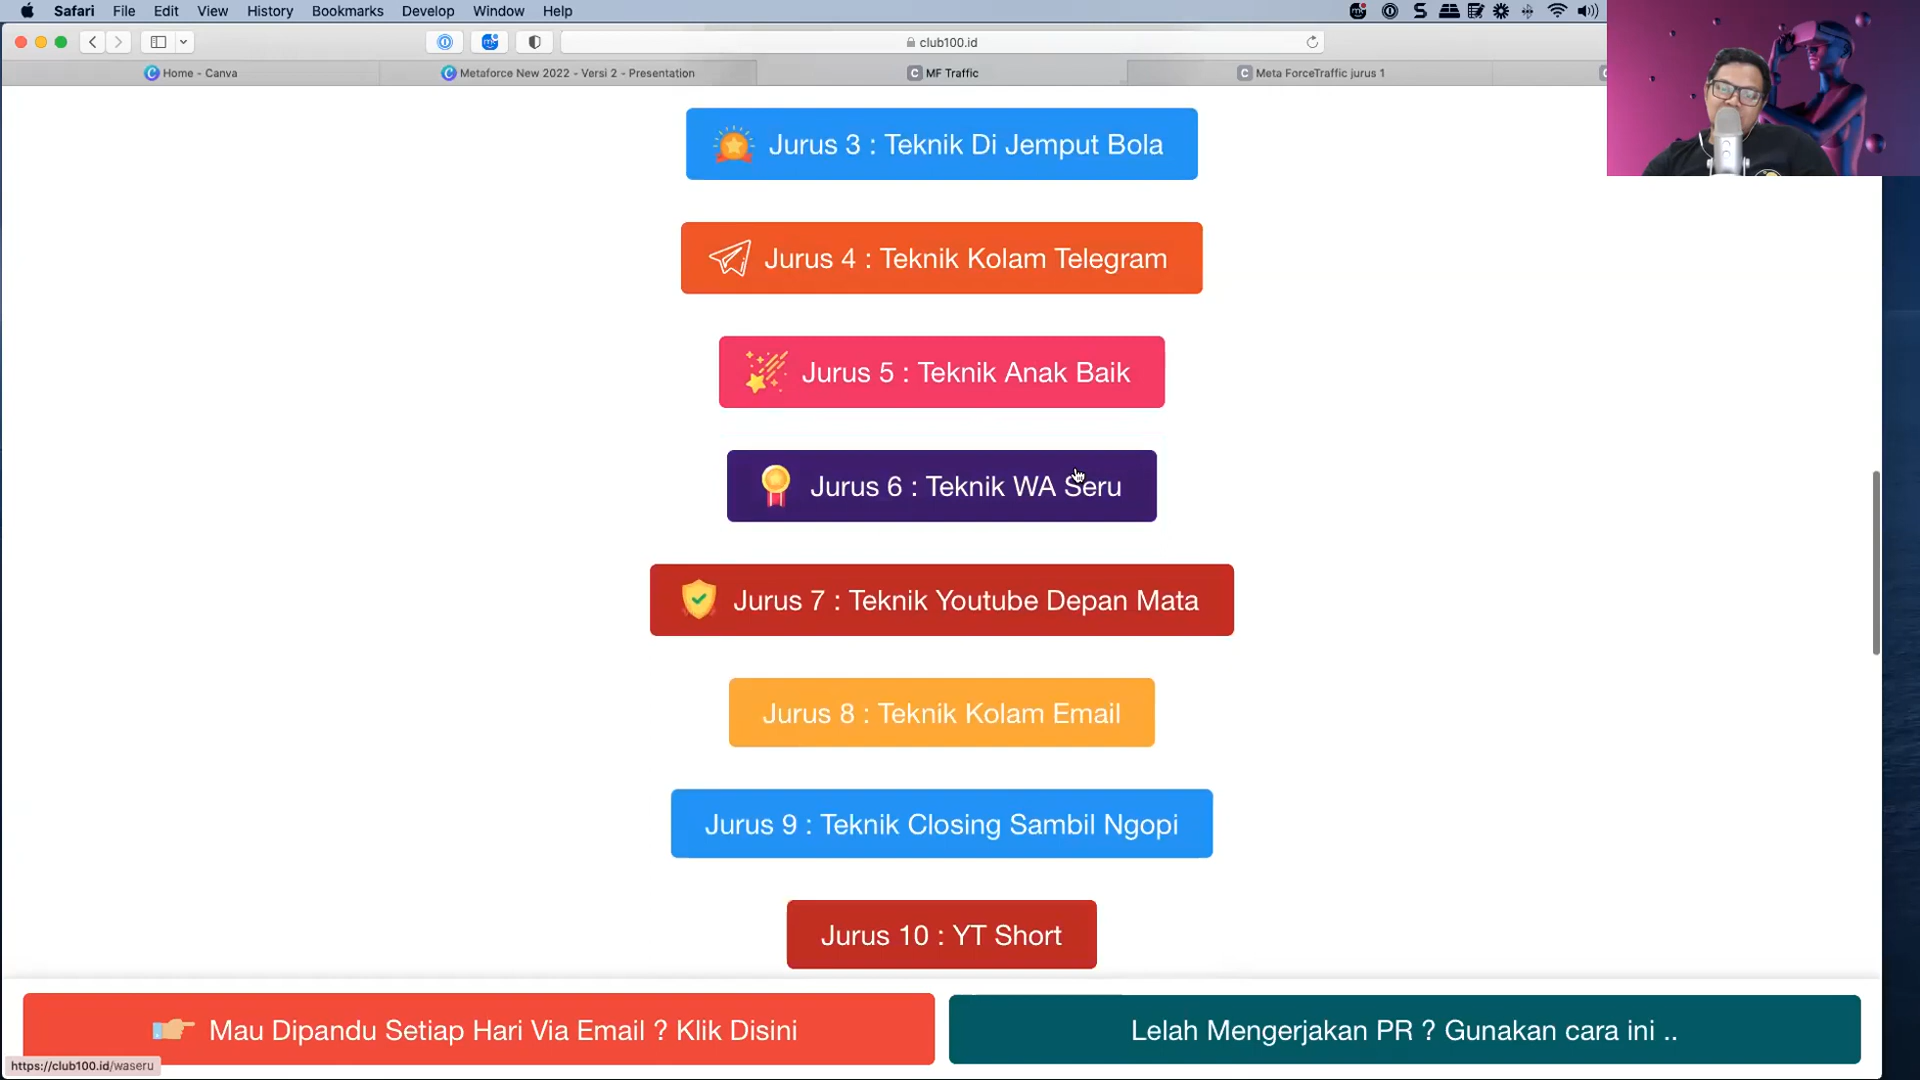 Safari File Edit View History Bookmarks Develop Window Help
club100.id
Home - Canva
Metaforce New 2022 - Versi 2 - Presentation
MF Traffic
Meta ForceTraffic jurus 1
Jurus 3 : Teknik Di Jemput Bola
Jurus 4 : Teknik Kolam Telegram
Jurus 5 : Teknik Anak Baik
Jurus 6 : Teknik WA Seru
Jurus 7 : Teknik Youtube Depan Mata
Jurus 8 : Teknik Kolam Email
Jurus 9 : Teknik Closing Sambil Ngopi
Jurus 10 : YT Short
Mau Dipandu Setiap Hari Via Email ? Klik Disini
Lelah Mengerjakan PR ? Gunakan cara ini ..
https://club100.id/waseru